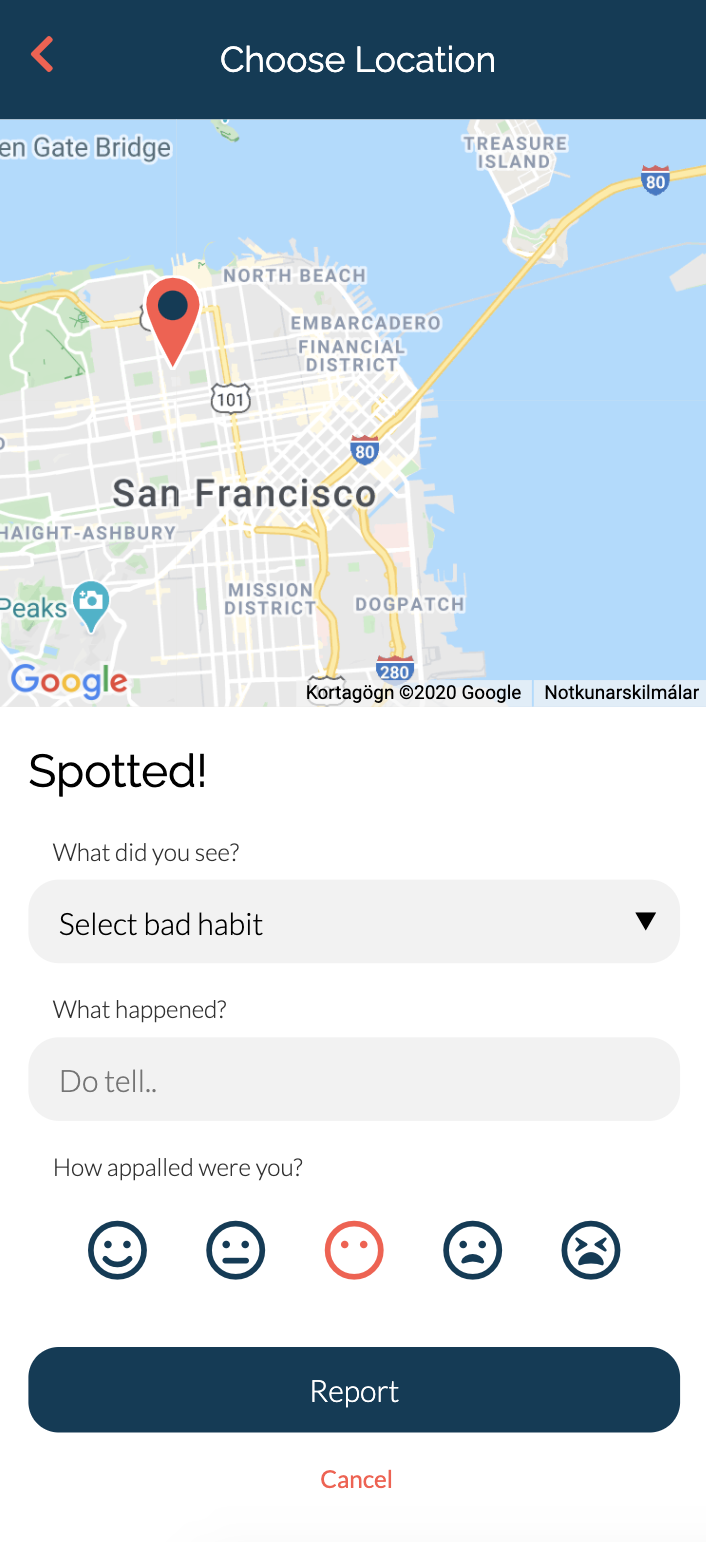 Choose Location
en Gate Bridge
TREASURE
ISLAND
80
NORTH BEACH
EMBARCADERO
FINANCIAL
DISTRICT
101
80
San Francisco
HAIGHT-ASHBURY
MISSION
DISTRICT
DOGPATCH
Peaks
280
Google
Kortagögn ©2020 Google
Notkunarskilmálar
Spotted!
What did you see?
Select bad habit
What happened?
Do tell..
How appalled were you?
Report
Cancel